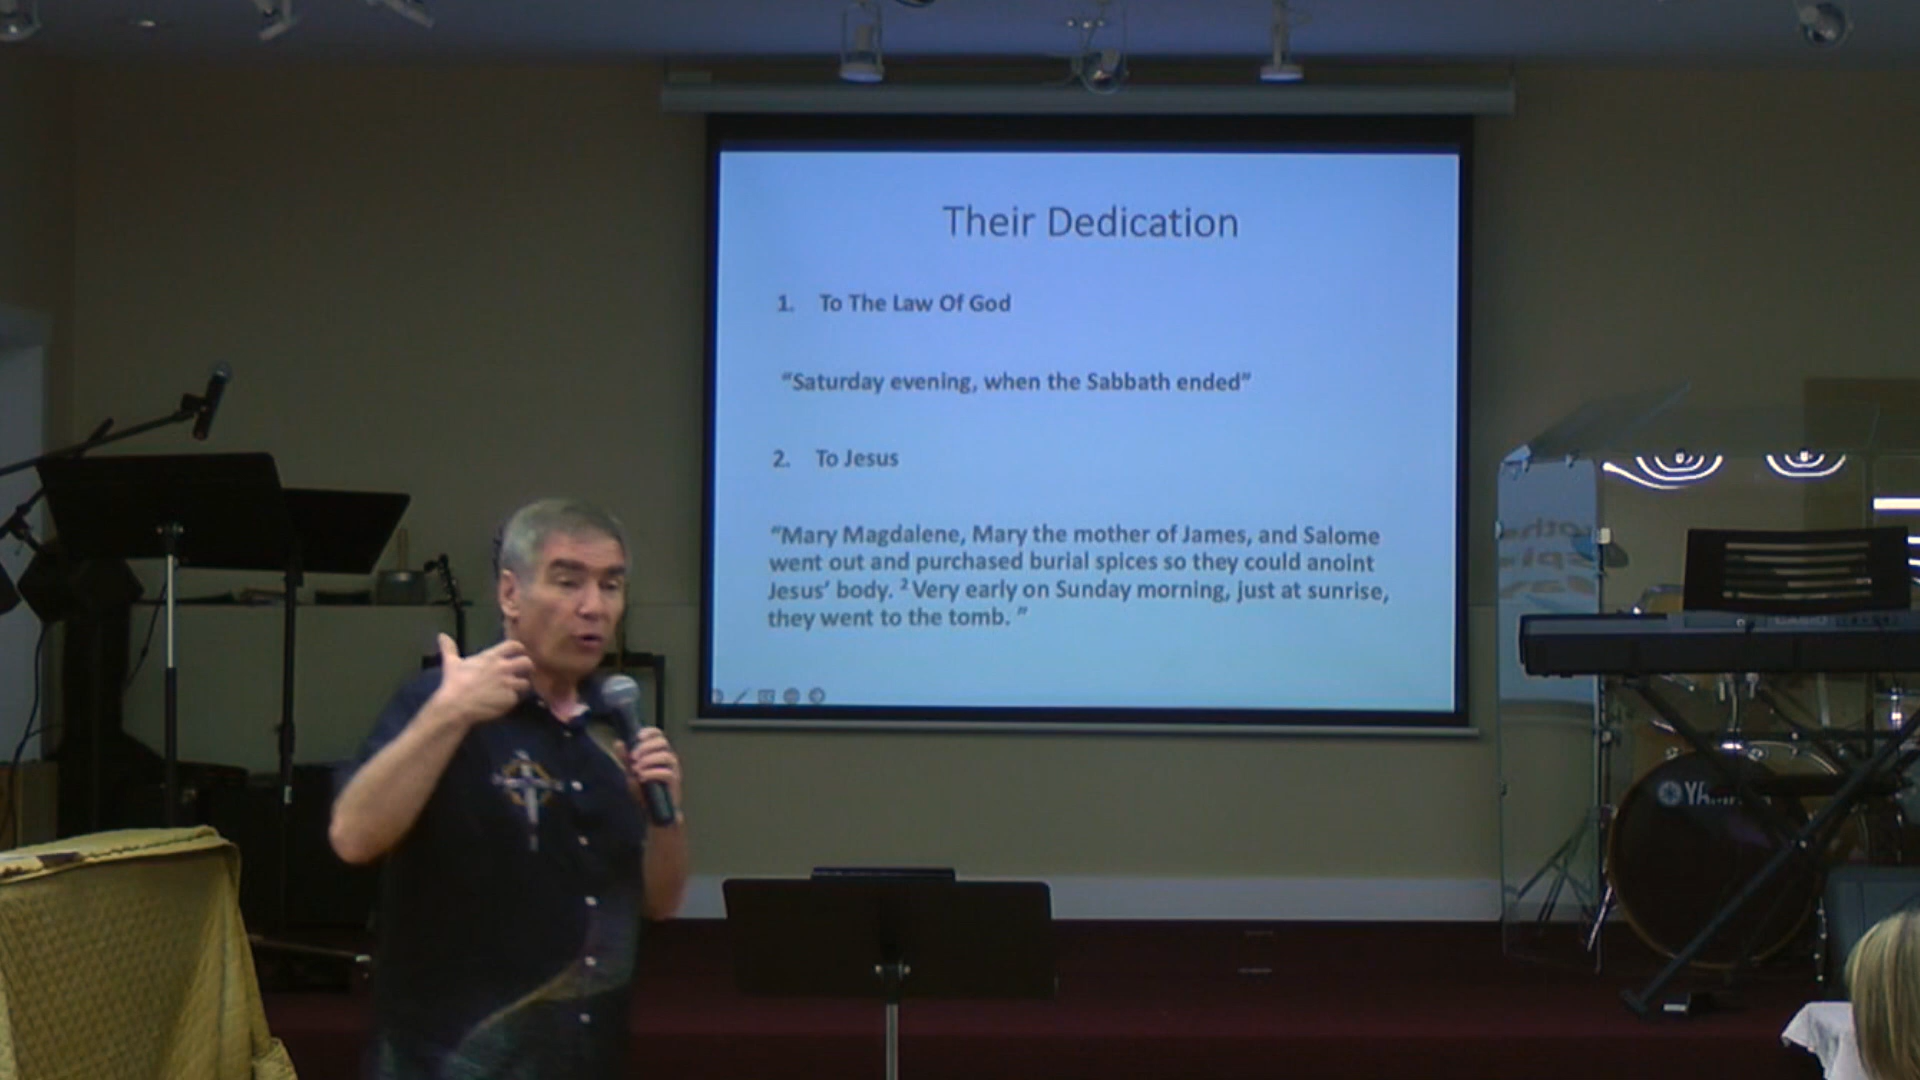 Their Dedication
1. To The Law Of God
“Saturday evening, when the Sabbath ended”
2. To Jesus
“Mary Magdalene, Mary the mother of James, and Salome
went out and purchased burial spices so they could anoint
Jesus’ body. ² Very early on Sunday morning, just at sunrise,
they went to the tomb. ”
CASIO